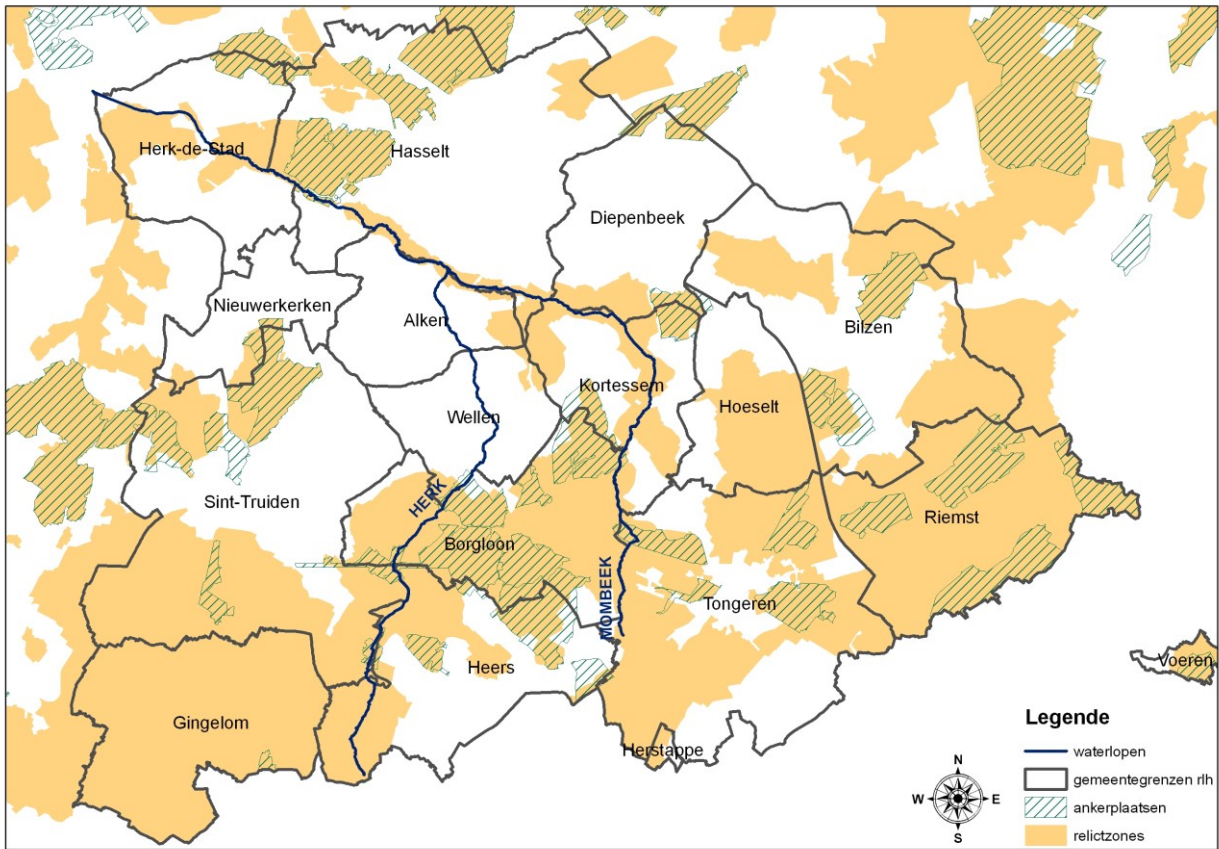 Herk-de-Stad
Hasselt
Diepenbeek
Nieuwerkerken
Alken
Bilzen
Kortessem
Hoeselt
Wellen
Sint-Truiden
HERK
Riemst
Borgloon
MOMBEEK
Tongeren
Heers
Voeren
Gingelom
Herstappe
Legende
waterlopen
gemeentegrenzen rlh
ankerplaatsen
relictzones
N
W
E
S